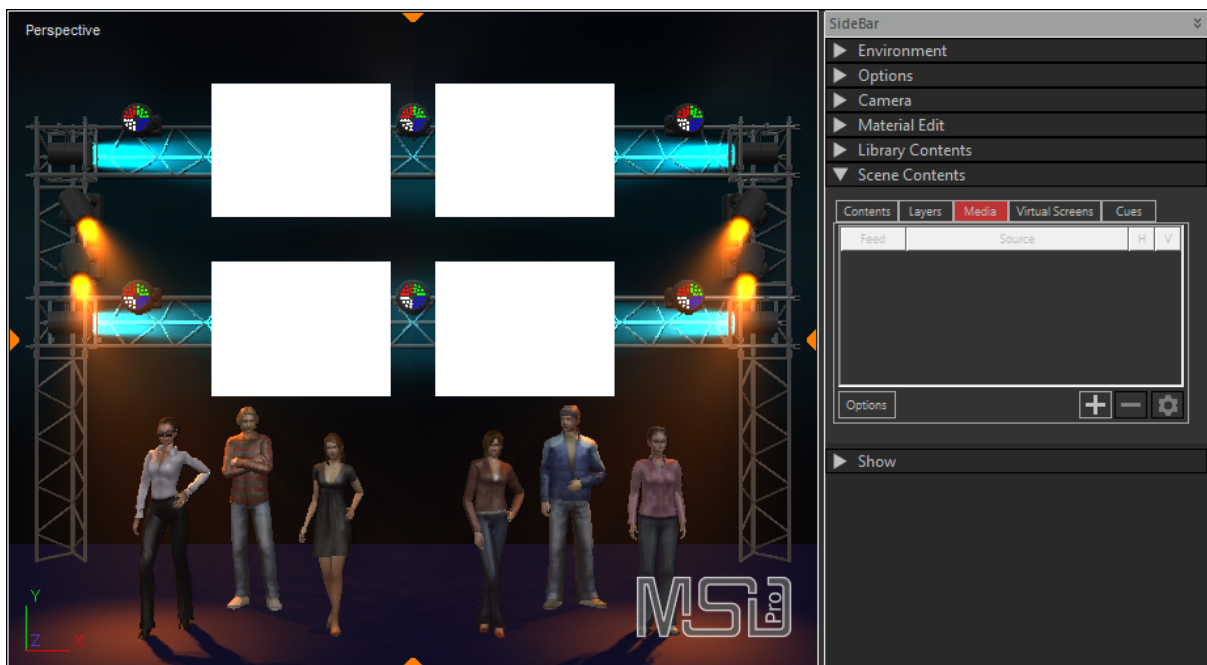 Perspective
SideBar
Environment
Options
Camera
Material Edit
Library Contents
Scene Contents
Contents Layers Media Virtual Screens Cues
Feed Source H V
Options
Show
MSD Pro
Y
Z X